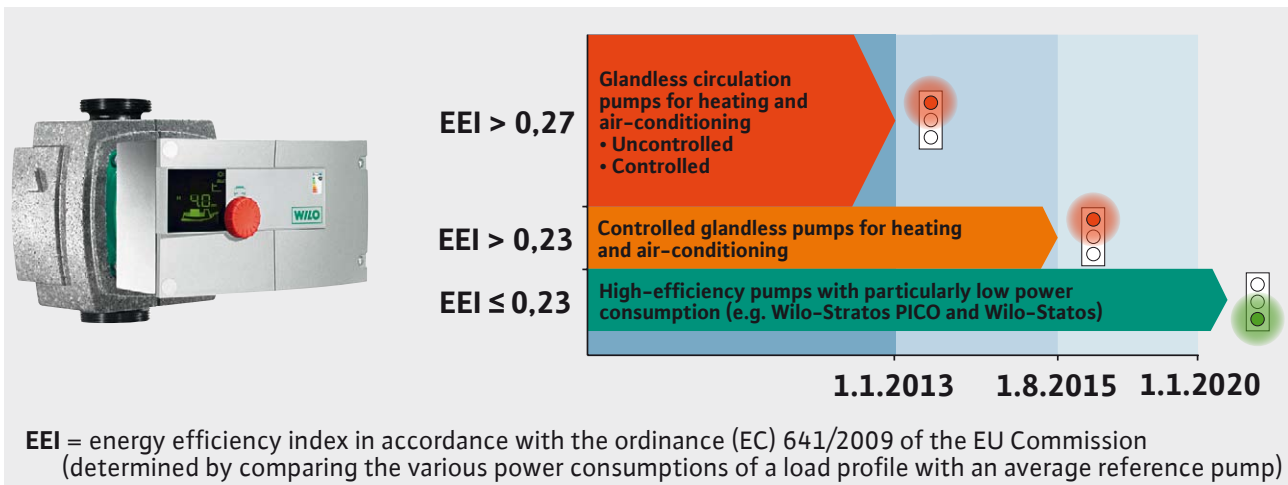 EEI > 0,27
Glandless circulation
pumps for heating and
air-conditioning
• Uncontrolled
• Controlled
EEI > 0,23
Controlled glandless pumps for heating
and air-conditioning
EEI ≤ 0,23
High-efficiency pumps with particularly low power
consumption (e.g. Wilo-Stratos PICO and Wilo-Statos)
4.0
WILO
1.1.2013
1.8.2015
1.1.2020
EEI = energy efficiency index in accordance with the ordinance (EC) 641/2009 of the EU Commission
(determined by comparing the various power consumptions of a load profile with an average reference pump)